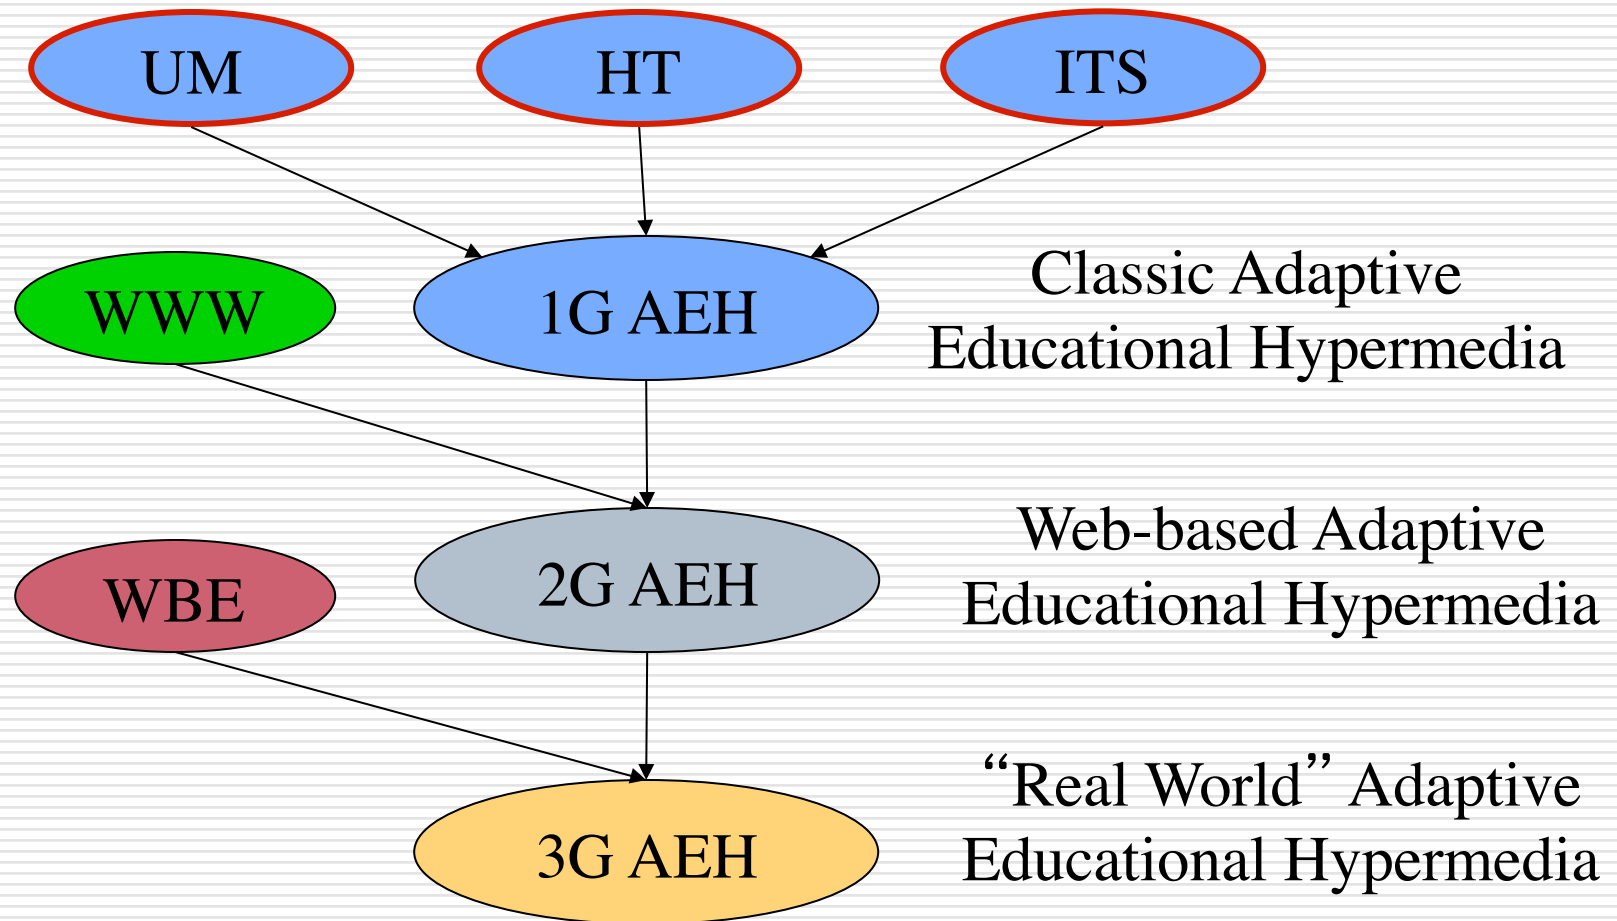 UM
HT
ITS
WWW
1G AEH
Classic Adaptive
Educational Hypermedia
WBE
2G AEH
Web-based Adaptive
Educational Hypermedia
3G AEH
“Real World” Adaptive
Educational Hypermedia